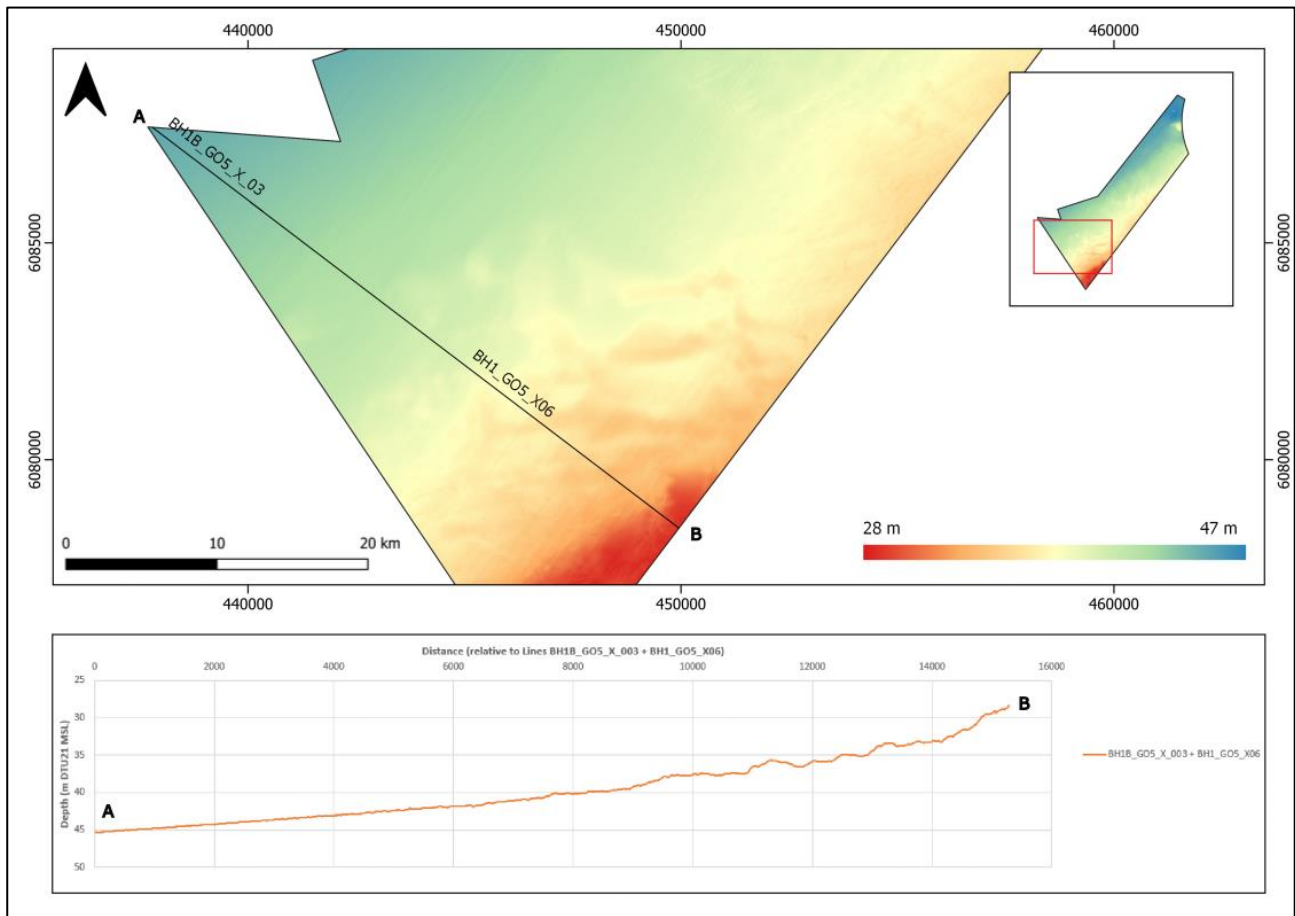 440000 450000 460000
A
BH1B_GO5_X_03
6085000 6085000
BH1_GO5_X06
6080000 6080000
B
0 10 20 km
28 m 47 m
440000 450000 460000
Distance (relative to Lines BH1B_GO5_X_003 + BH1_GO5_X06)
0 2000 4000 6000 8000 10000 12000 14000 16000
25
30
35
40
45
50
Depth (m DTU21 MSL)
A
B
BH1B_GO5_X_003 + BH1_GO5_X06